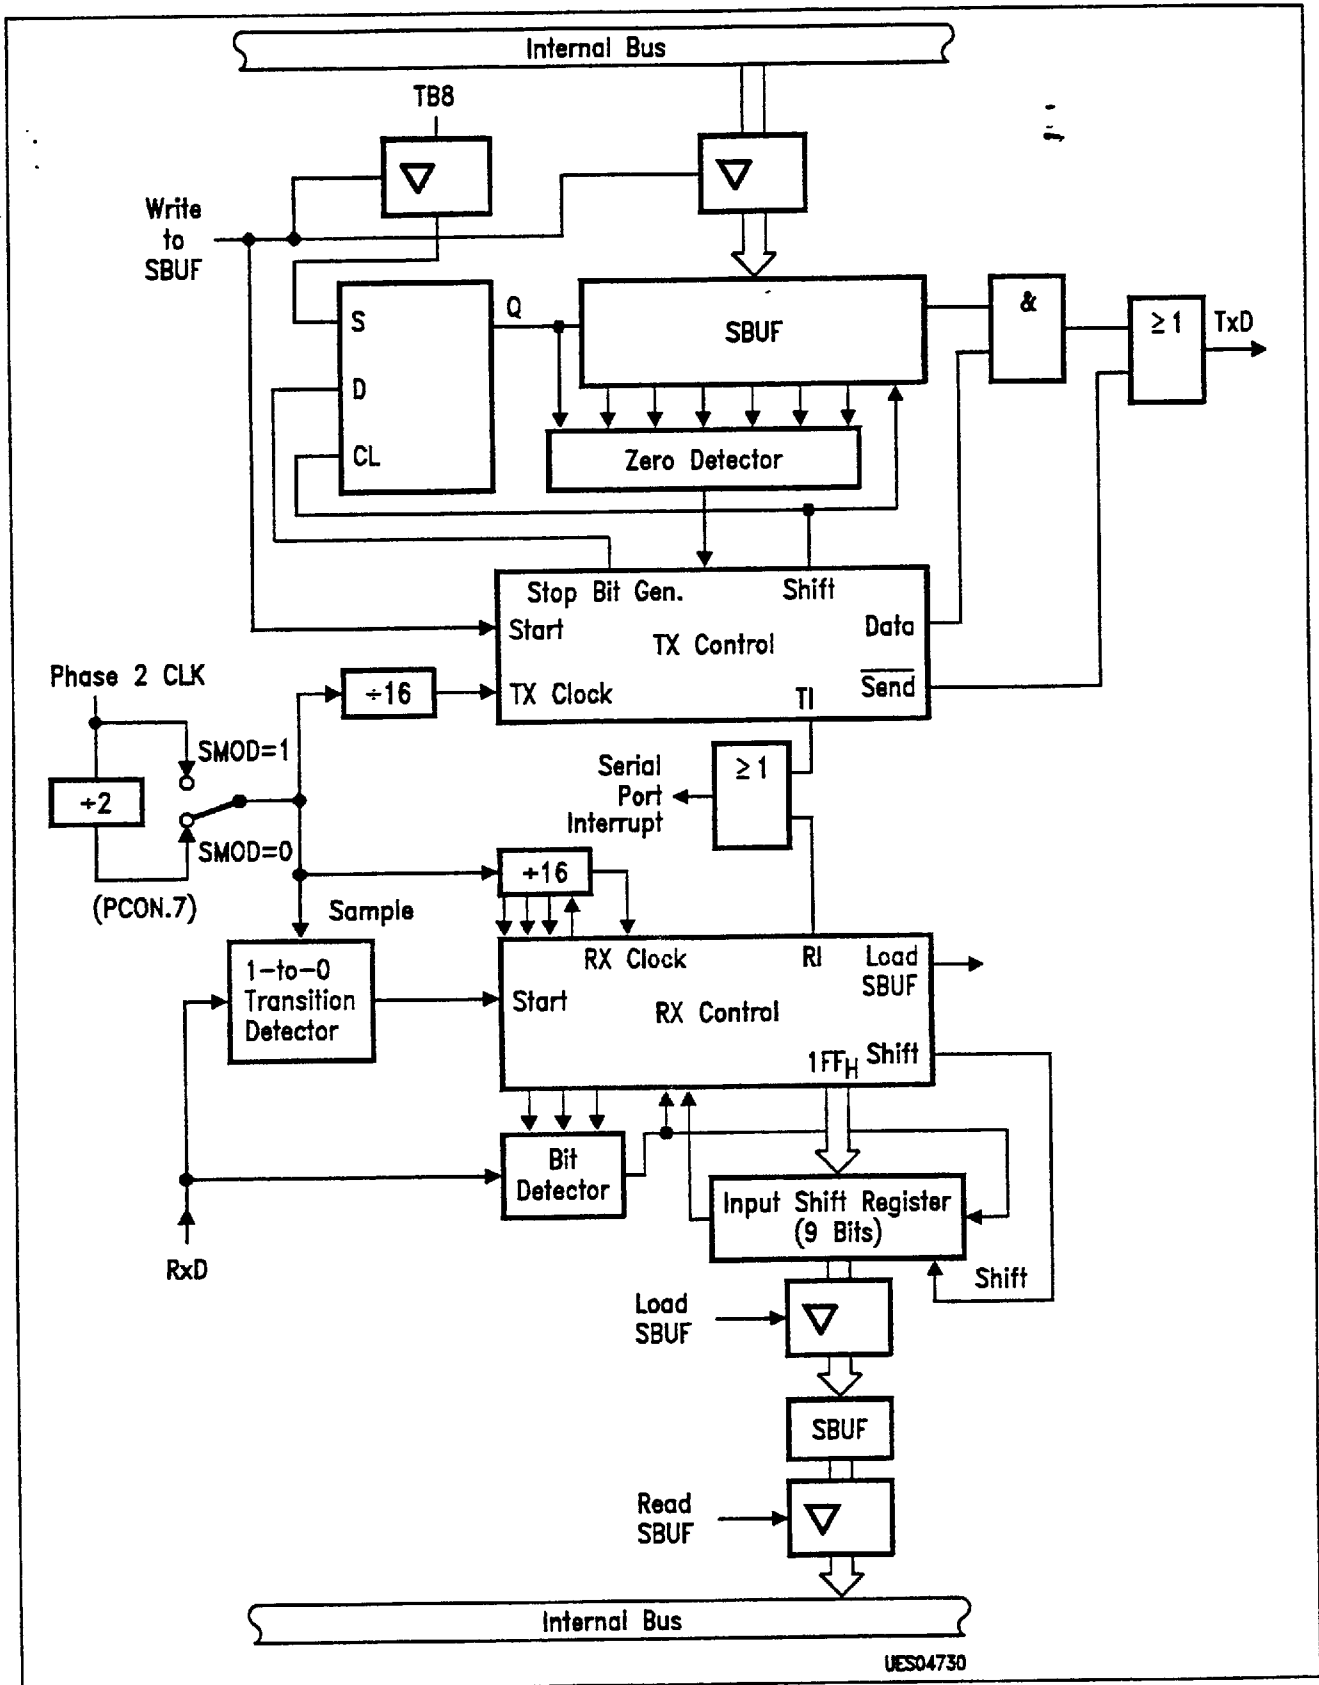 Internal Bus
TB8
Write
to
SBUF
S
D
CL
Q
SBUF
&
≥1
TxD
Zero Detector
Stop Bit Gen.
Shift
Start
TX Control
Data
TX Clock
TI
Send
Phase 2 CLK
÷16
SMOD=1
÷2
SMOD=0
(PCON.7)
Serial
Port
Interrupt
≥1
÷16
Sample
1-to-0
Transition
Detector
RX Clock
RI
Load
SBUF
Start
RX Control
1FFH
Shift
Bit
Detector
Input Shift Register
(9 Bits)
RxD
Shift
Load
SBUF
SBUF
Read
SBUF
Internal Bus
UES04730